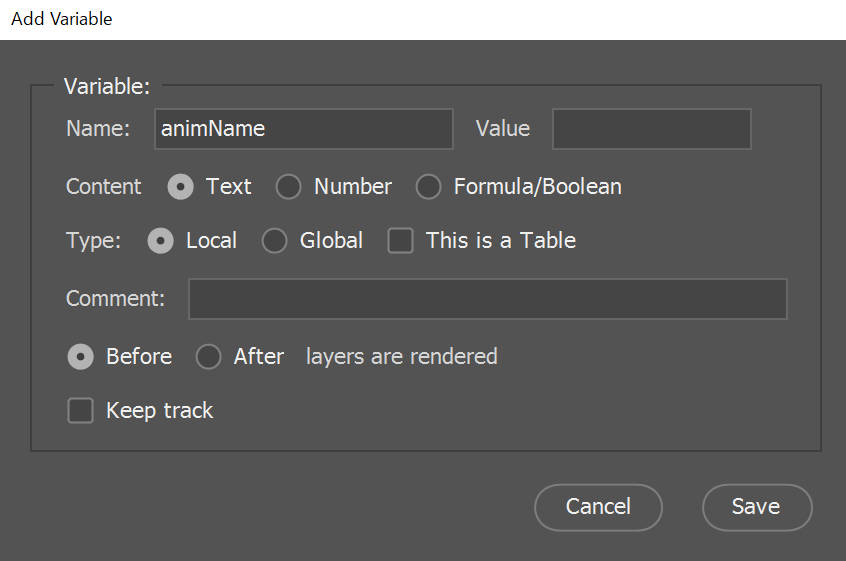 Add Variable
Variable:
Name: animName Value
Content Text Number Formula/Boolean
Type: Local Global This is a Table
Comment:
Before After layers are rendered
Keep track
Cancel Save